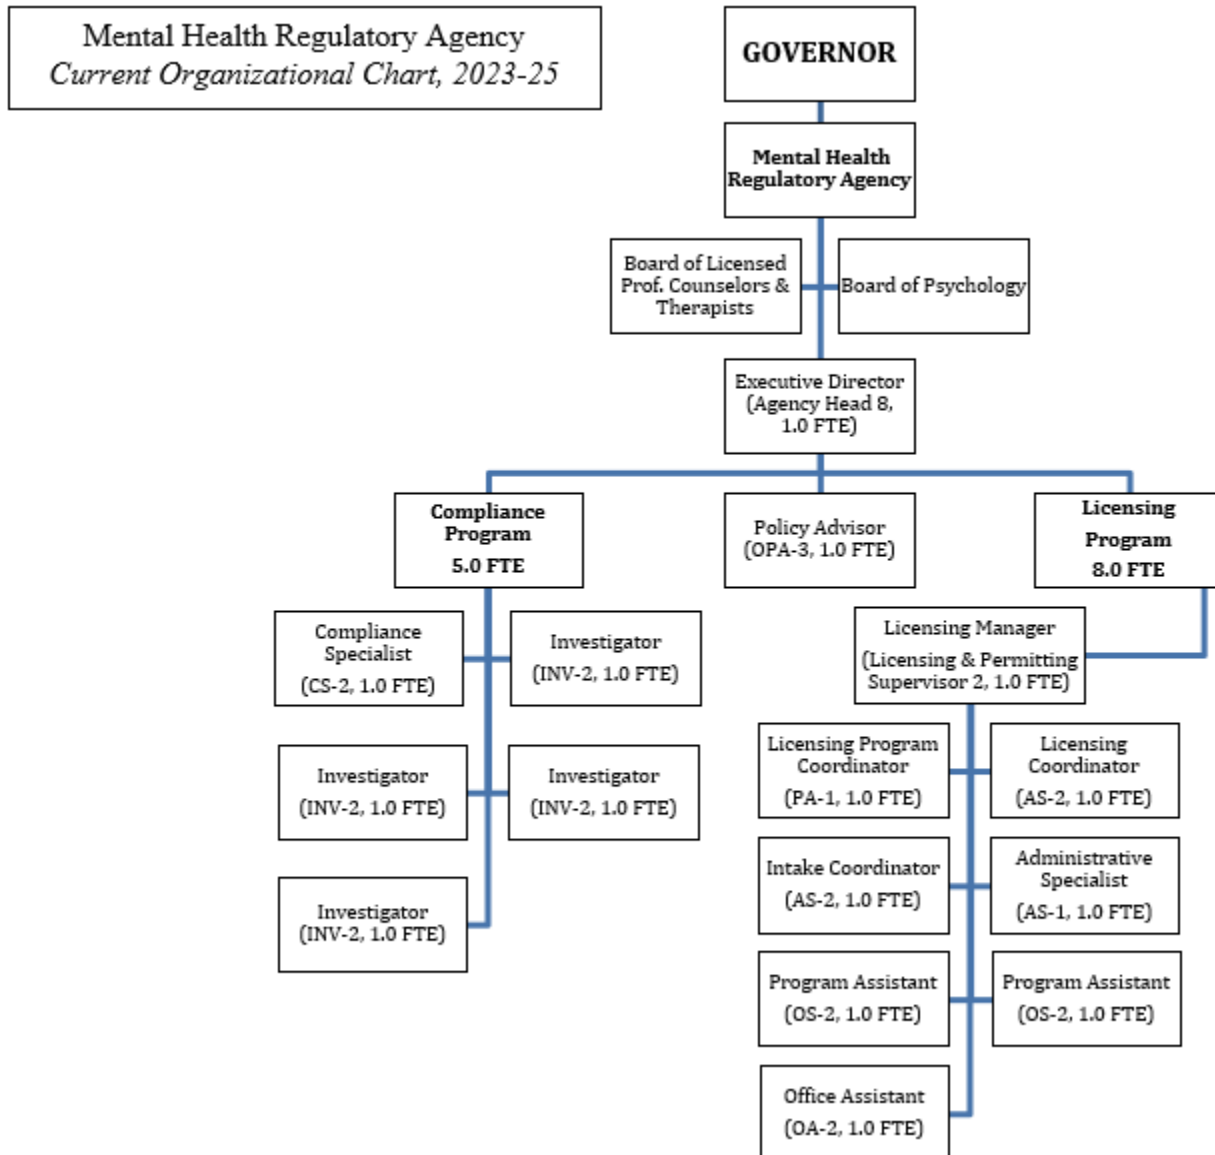 Mental Health Regulatory Agency
Current Organizational Chart, 2023-25
GOVERNOR
Mental Health
Regulatory Agency
Board of Licensed
Prof. Counselors &
Therapists
Board of Psychology
Executive Director
(Agency Head 8,
1.0 FTE)
Compliance
Program
5.0 FTE
Policy Advisor
(OPA-3, 1.0 FTE)
Licensing
Program
8.0 FTE
Compliance
Specialist
(CS-2, 1.0 FTE)
Investigator
(INV-2, 1.0 FTE)
Investigator
(INV-2, 1.0 FTE)
Investigator
(INV-2, 1.0 FTE)
Investigator
(INV-2, 1.0 FTE)
Licensing Manager
(Licensing & Permitting
Supervisor 2, 1.0 FTE)
Licensing Program
Coordinator
(PA-1, 1.0 FTE)
Licensing
Coordinator
(AS-2, 1.0 FTE)
Intake Coordinator
(AS-2, 1.0 FTE)
Administrative
Specialist
(AS-1, 1.0 FTE)
Program Assistant
(OS-2, 1.0 FTE)
Program Assistant
(OS-2, 1.0 FTE)
Office Assistant
(OA-2, 1.0 FTE)